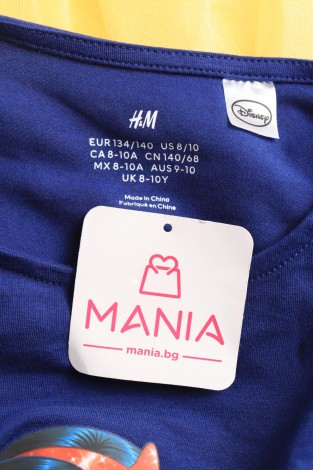 H&M
Disney
EUR 134/140 US 8/10
CA 8-10A CN 140/68
MX 8-10A AUS 9-10
UK 8-10Y
Made in China
Fabriqué en Chine
MANIA
mania.bg